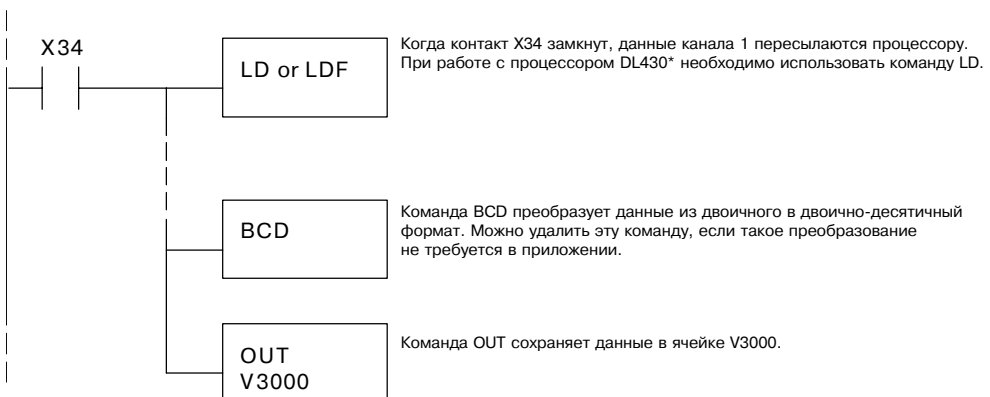 X34
LD or LDF
Когда контакт X34 замкнут, данные канала 1 пересылаются процессору.
При работе с процессором DL430* необходимо использовать команду LD.
BCD
Команда BCD преобразует данные из двоичного в двоично-десятичный
формат. Можно удалить эту команду, если такое преобразование
не требуется в приложении.
OUT
V3000
Команда OUT сохраняет данные в ячейке V3000.